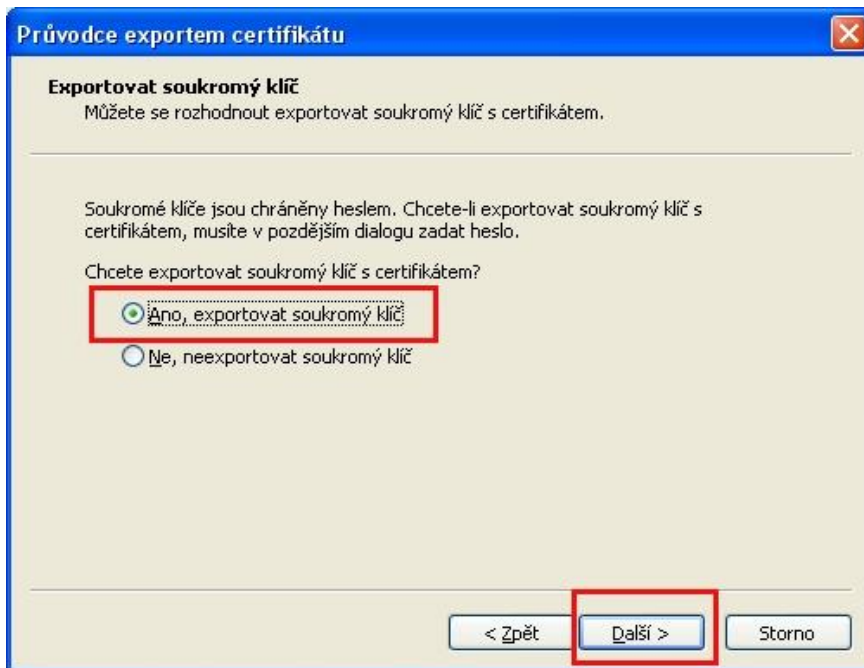 Průvodce exportem certifikátu
Exportovat soukromý klíč
Můžete se rozhodnout exportovat soukromý klíč s certifikátem.
Soukromé klíče jsou chráněny heslem. Chcete-li exportovat soukromý klíč s
certifikátem, musíte v pozdějším dialogu zadat heslo.
Chcete exportovat soukromý klíč s certifikátem?
Ano, exportovat soukromý klíč
Ne, neexportovat soukromý klíč
< Zpět
Další >
Storno